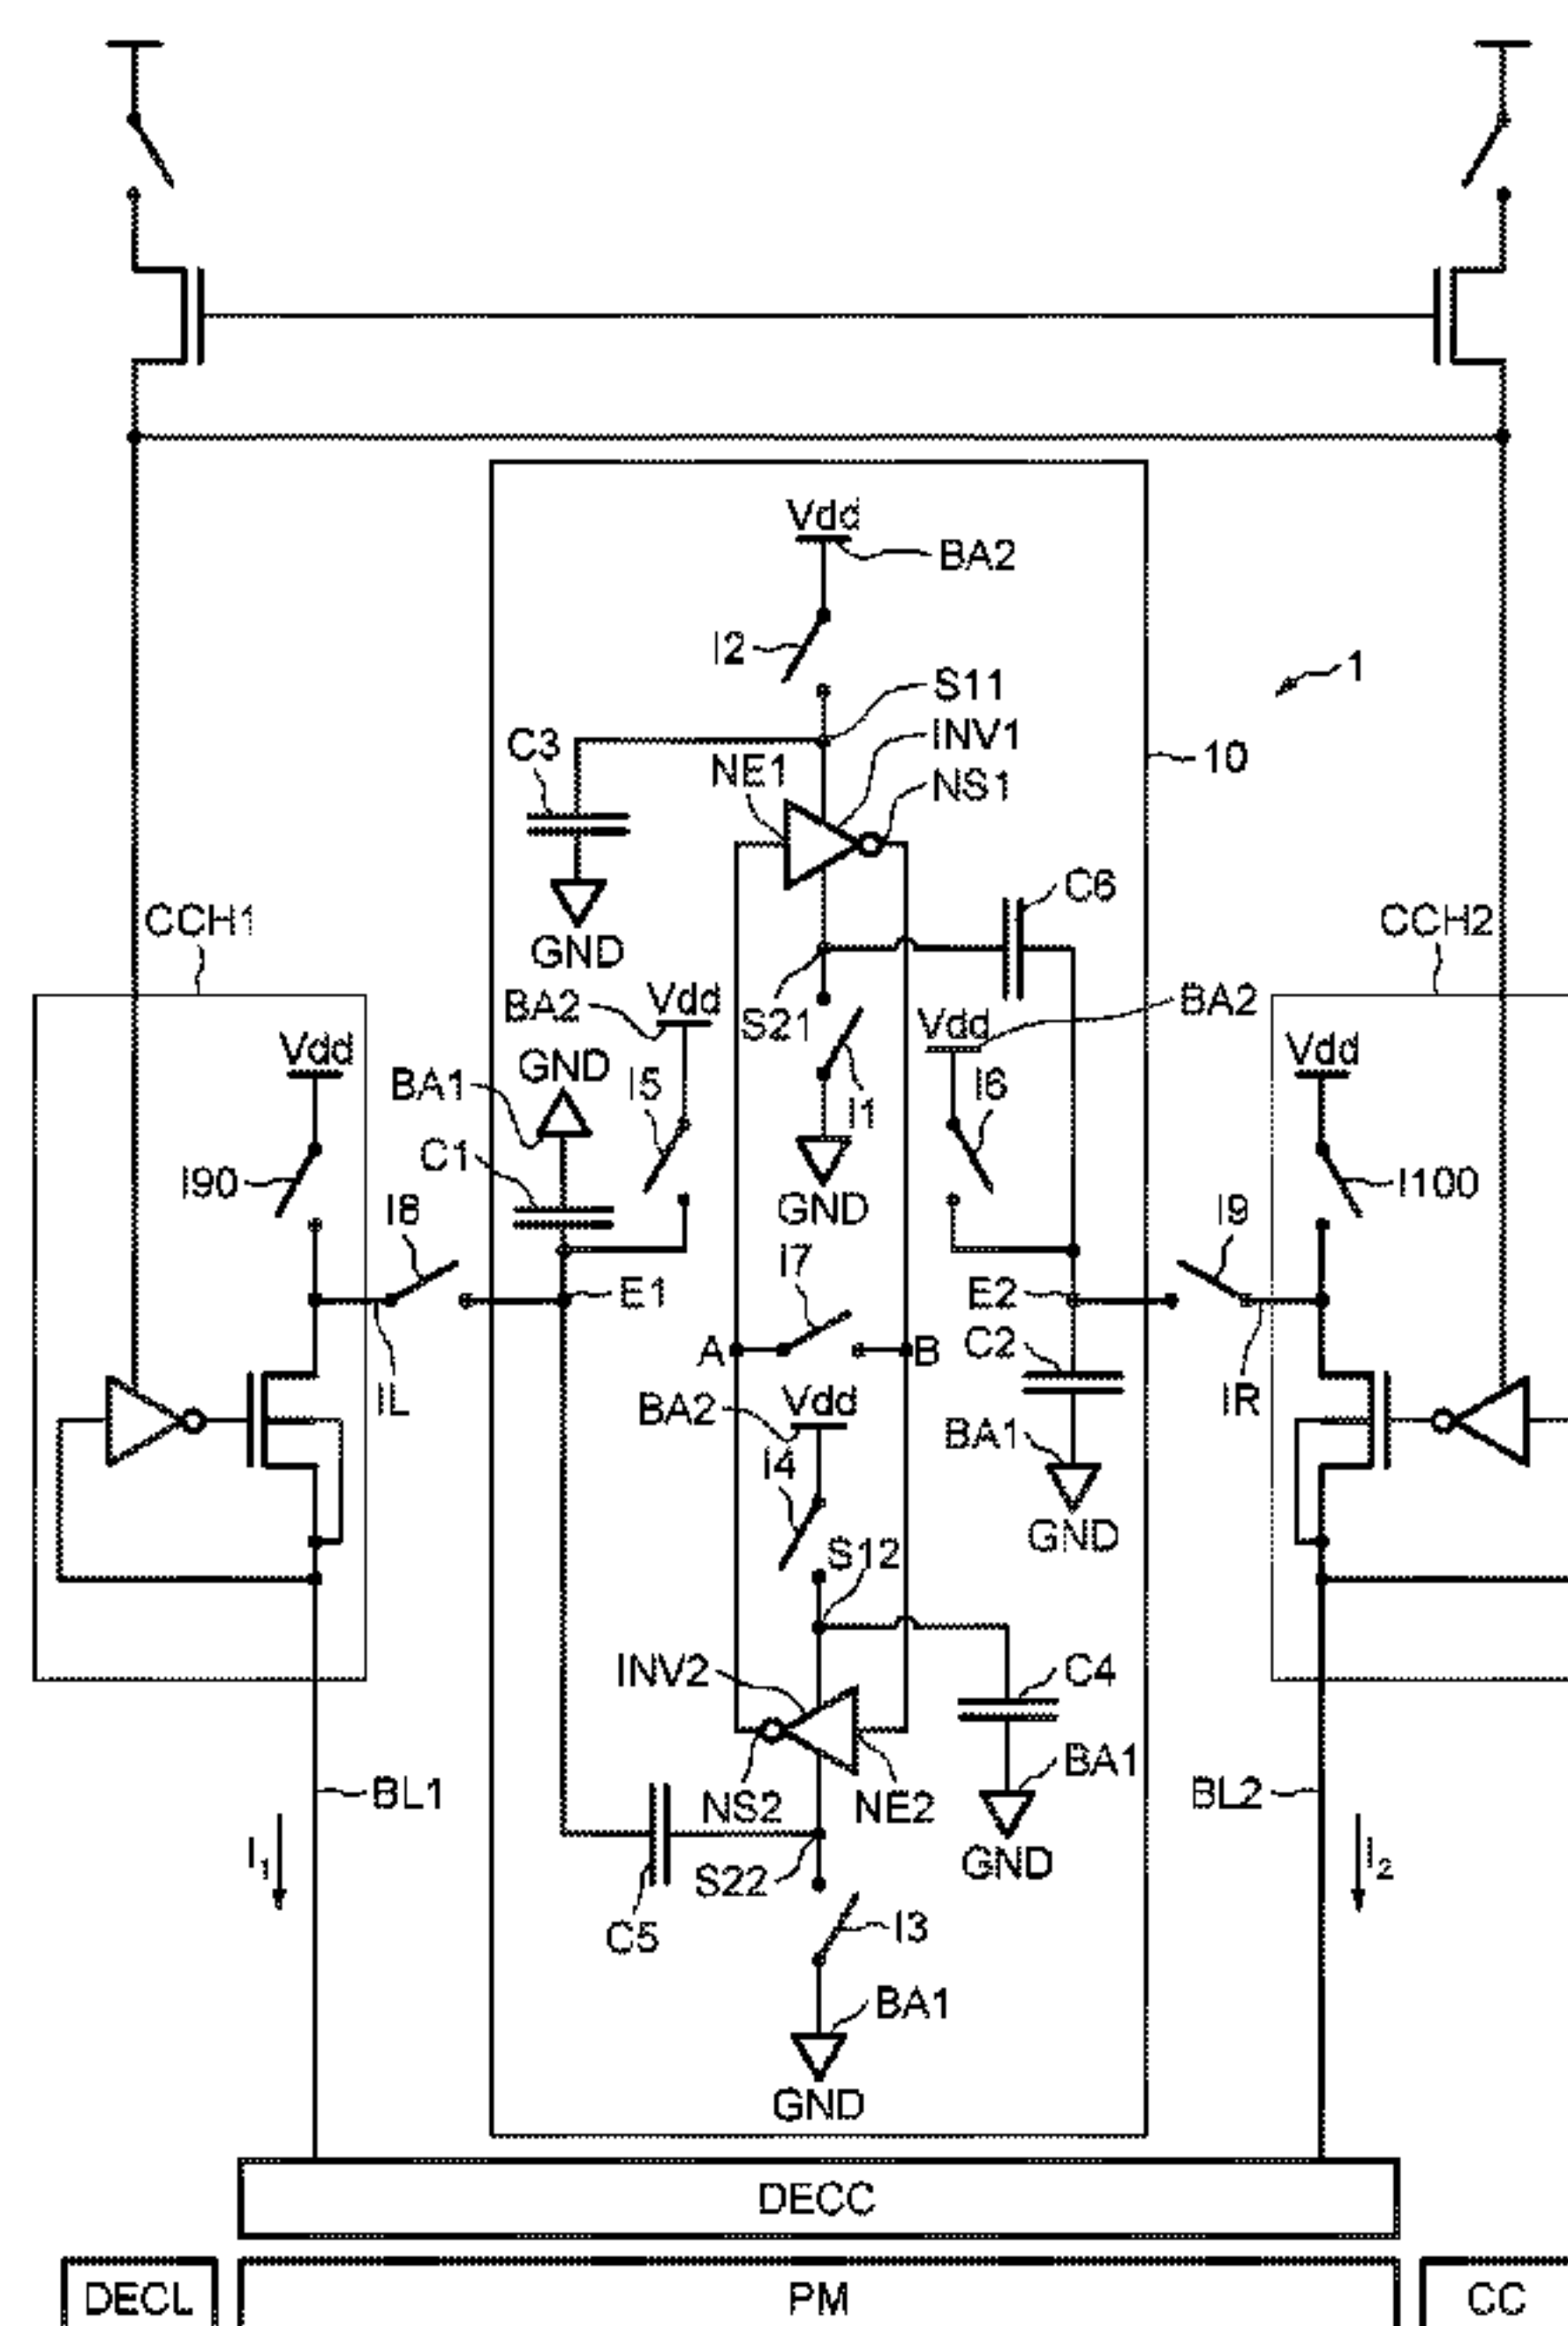 Vdd
BA2
I2
S11
1
C3
NE1
INV1
10
NS1
C6
CCH1
CCH2
GND
BA2
Vdd
S21
Vdd
BA2
Vdd
GND
Vdd
BA1
I5
I6
I1
C1
I90
I8
GND
I9
I100
I7
E1
E2
A
B
C2
IL
BA2
Vdd
IR
BA1
I4
GND
S12
INV2
C4
BA1
BL1
NS2
NE2
BL2
I1
S22
GND
I2
C5
I3
BA1
GND
DECC
DECL
PM
CC